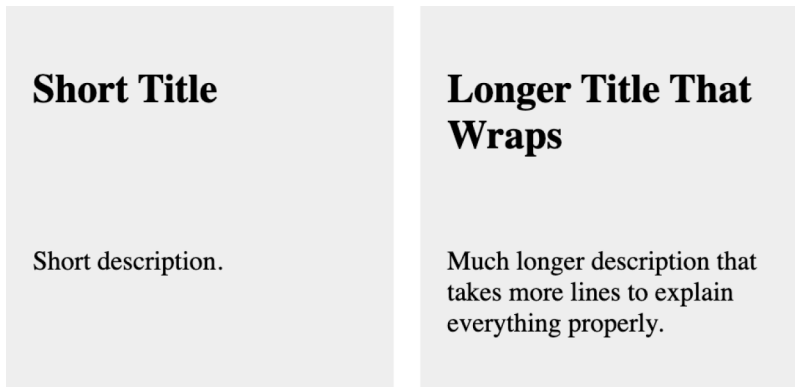 Short Title
Short description.
Longer Title That
Wraps
Much longer description that
takes more lines to explain
everything properly.